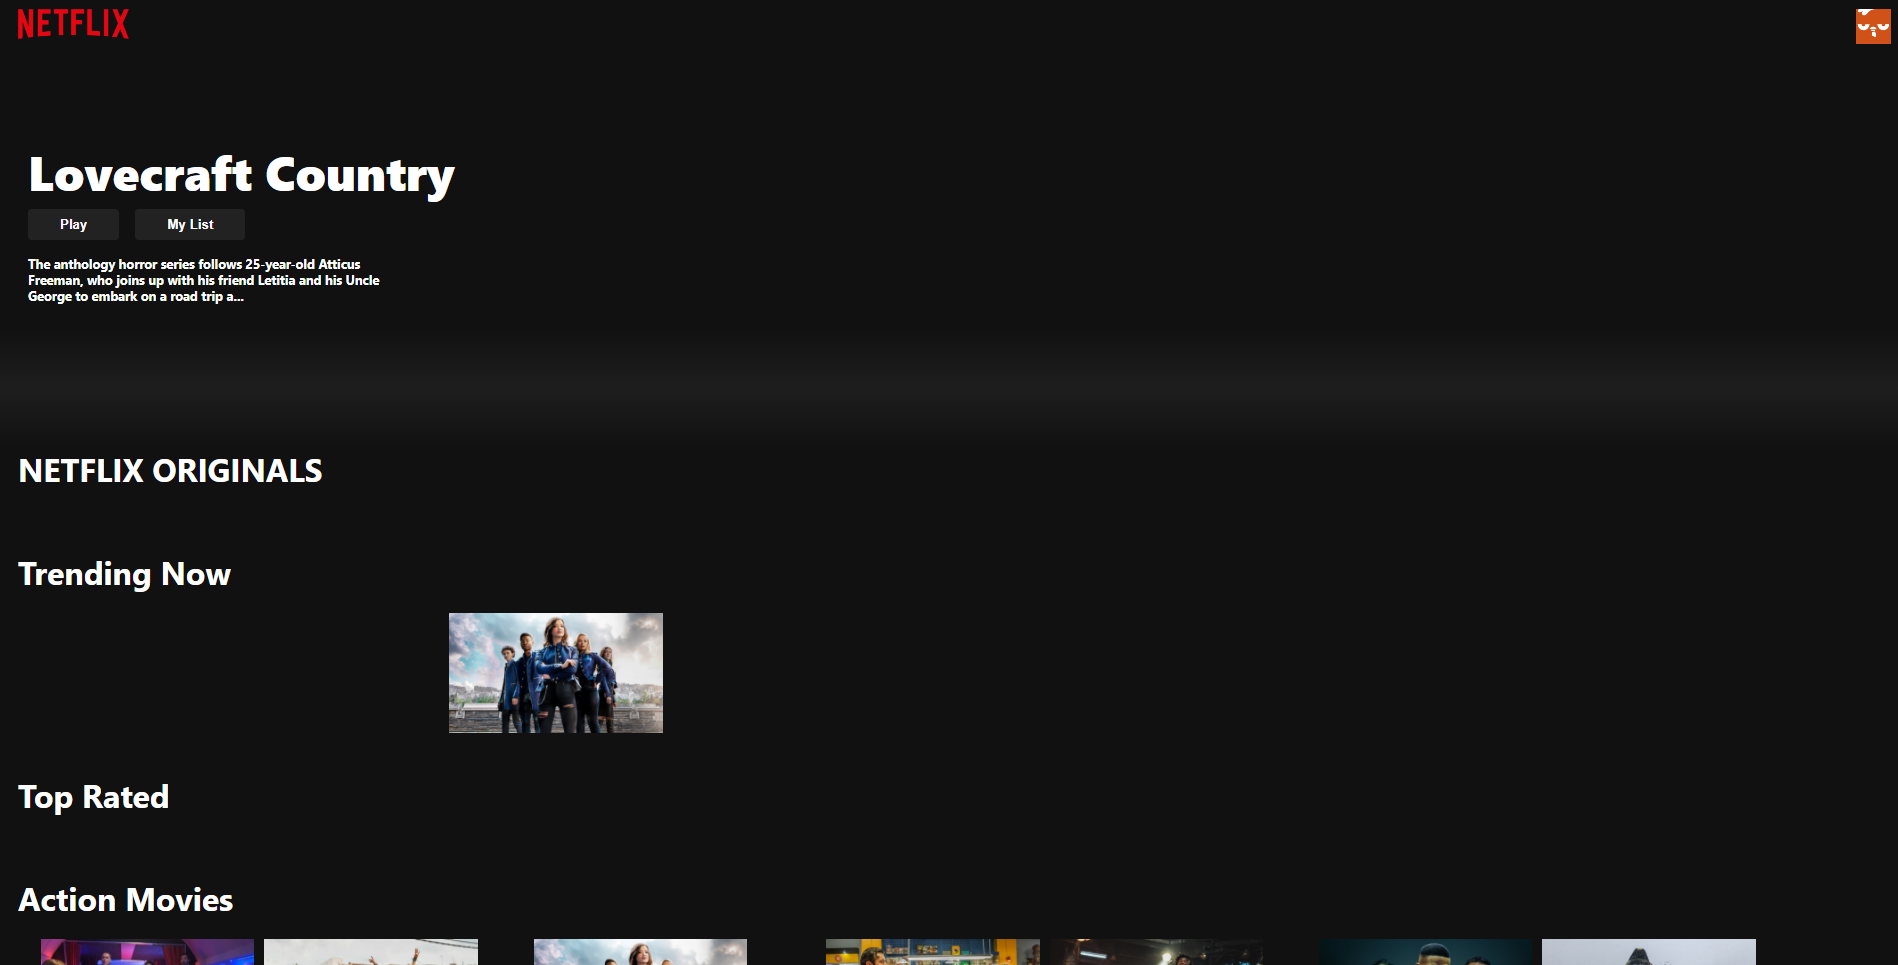 NETFLIX
Lovecraft Country
Play
My List
The anthology horror series follows 25-year-old Atticus
Freeman, who joins up with his friend Letitia and his Uncle
George to embark on a road trip a...
NETFLIX ORIGINALS
Trending Now
Top Rated
Action Movies